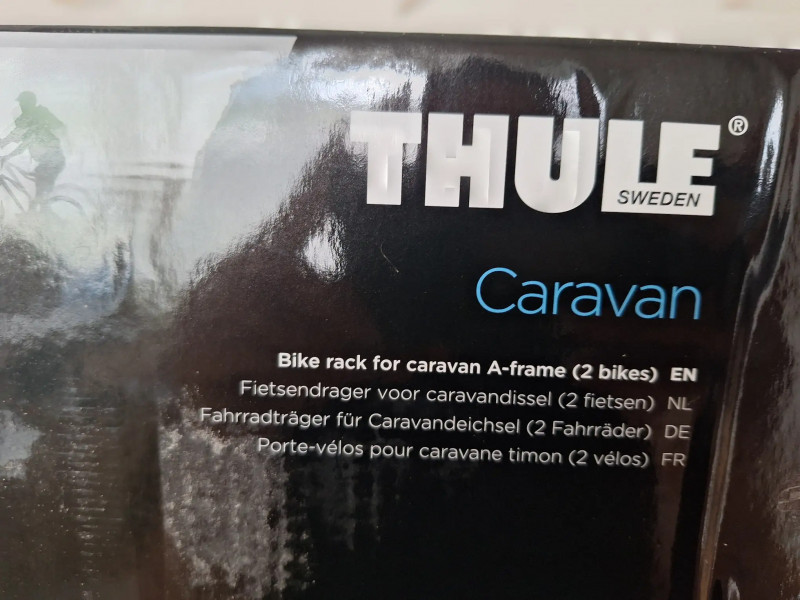 THULE®
SWEDEN
Caravan
Bike rack for caravan A-frame (2 bikes) EN
Fietsendrager voor caravandissel (2 fietsen) NL
Fahrradträger für Caravandeichsel (2 Fahrräder) DE
Porte-vélos pour caravane timon (2 vélos) FR